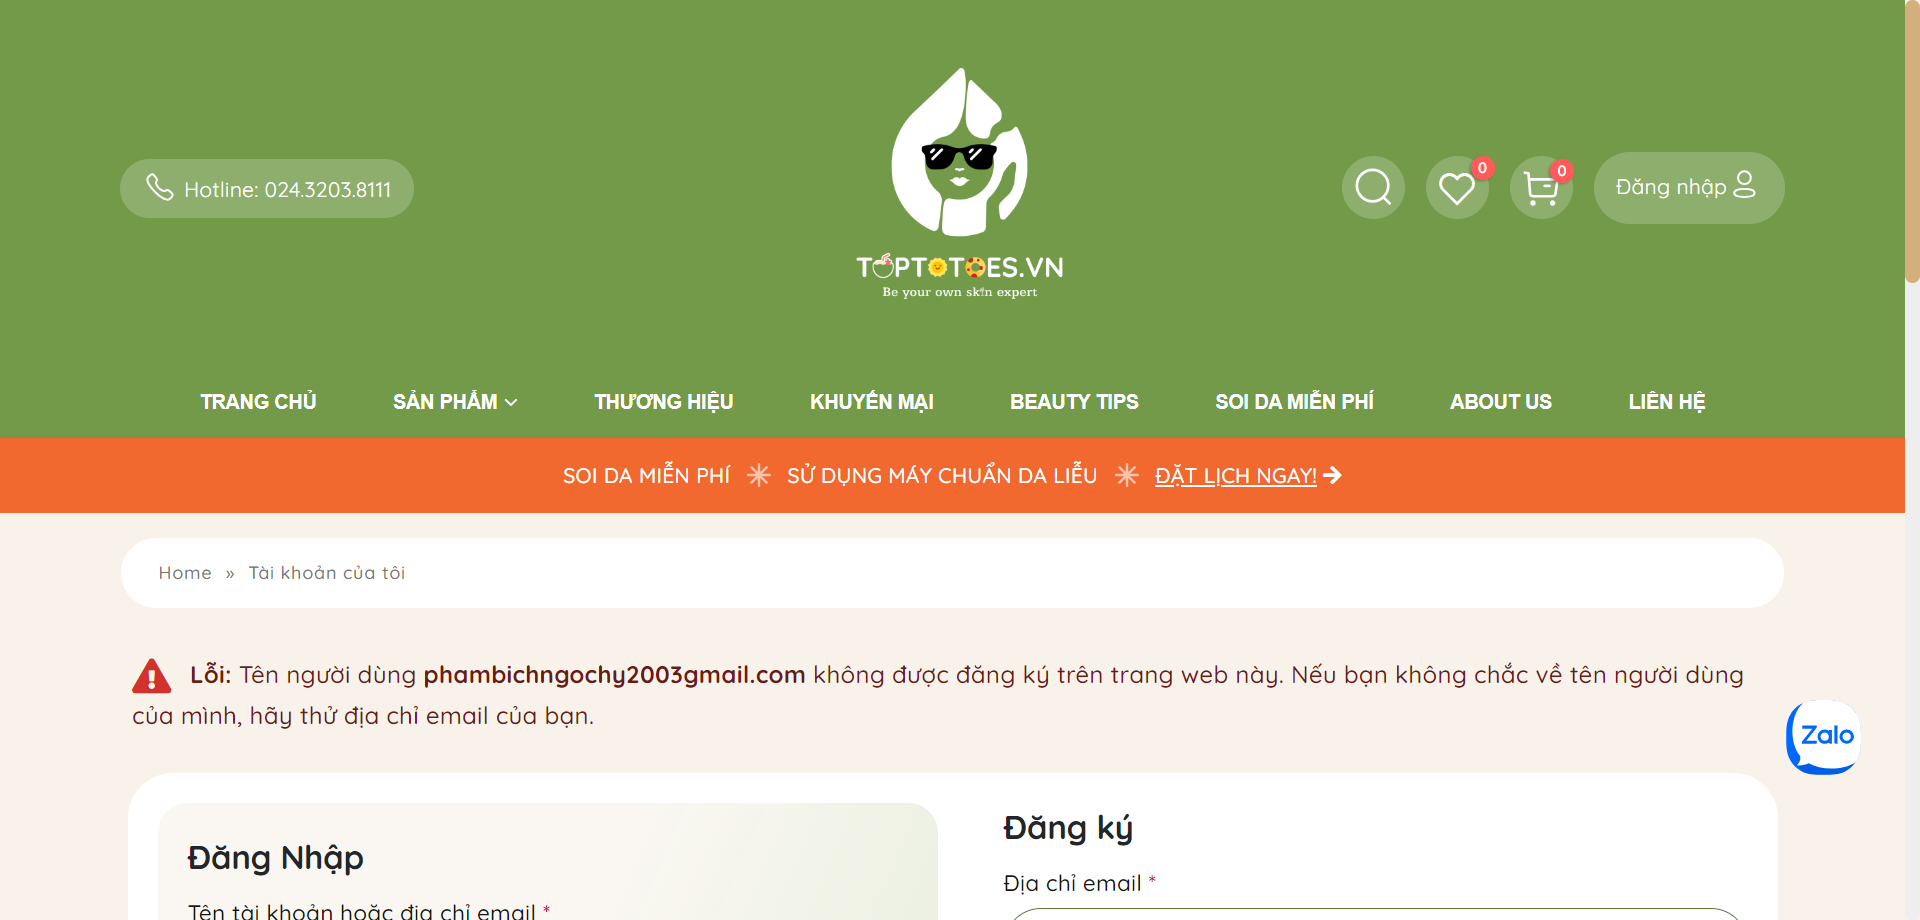 Hotline: 024.3203.8111
TOPTOTOES.VN
Be your own skin expert
0
0
Đăng nhập
TRANG CHỦ
SẢN PHẨM
THƯƠNG HIỆU
KHUYẾN MẠI
BEAUTY TIPS
SOI DA MIỄN PHÍ
ABOUT US
LIÊN HỆ
SOI DA MIỄN PHÍ
SỬ DỤNG MÁY CHUẨN DA LIỄU
ĐẶT LỊCH NGAY!
Home » Tài khoản của tôi
Lỗi: Tên người dùng phambichngochy2003gmail.com không được đăng ký trên trang web này. Nếu bạn không chắc về tên người dùng
của mình, hãy thử địa chỉ email của bạn.
Zalo
Đăng Nhập
Tên tài khoản hoặc địa chỉ email *
Đăng ký
Địa chỉ email *